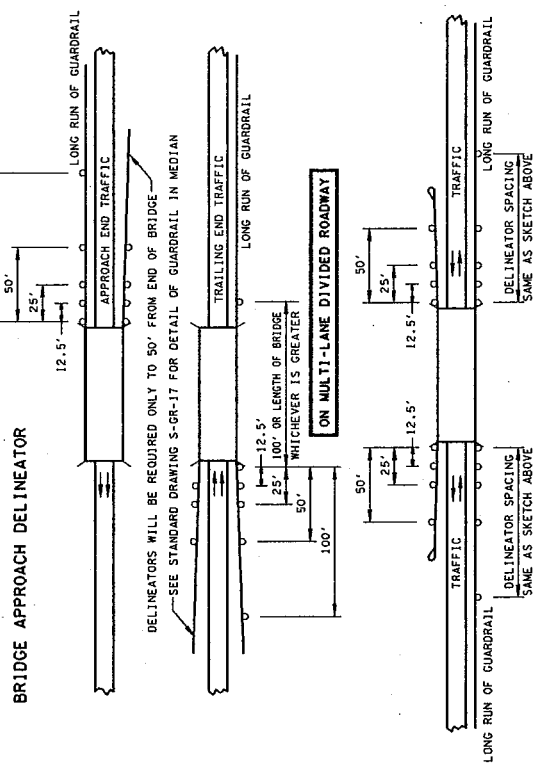 BRIDGE APPROACH DELINEATOR
50'
25'
12.5'
LONG RUN OF GUARDRAIL
APPROACH END TRAFFIC
DELINEATORS WILL BE REQUIRED ONLY TO 50' FROM END OF BRIDGE
SEE STANDARD DRAWING S-GR-17 FOR DETAIL OF GUARDRAIL IN MEDIAN
TRAILING END TRAFFIC
LONG RUN OF GUARDRAIL
12.5'
25'
50'
100'
100' OR LENGTH OF BRIDGE
WHICHEVER IS GREATER
ON MULTI-LANE DIVIDED ROADWAY
50'
25'
12.5'
12.5'
25'
50'
TRAFFIC
TRAFFIC
LONG RUN OF GUARDRAIL
DELINEATOR SPACING
SAME AS SKETCH ABOVE
DELINEATOR SPACING
SAME AS SKETCH ABOVE
LONG RUN OF GUARDRAIL